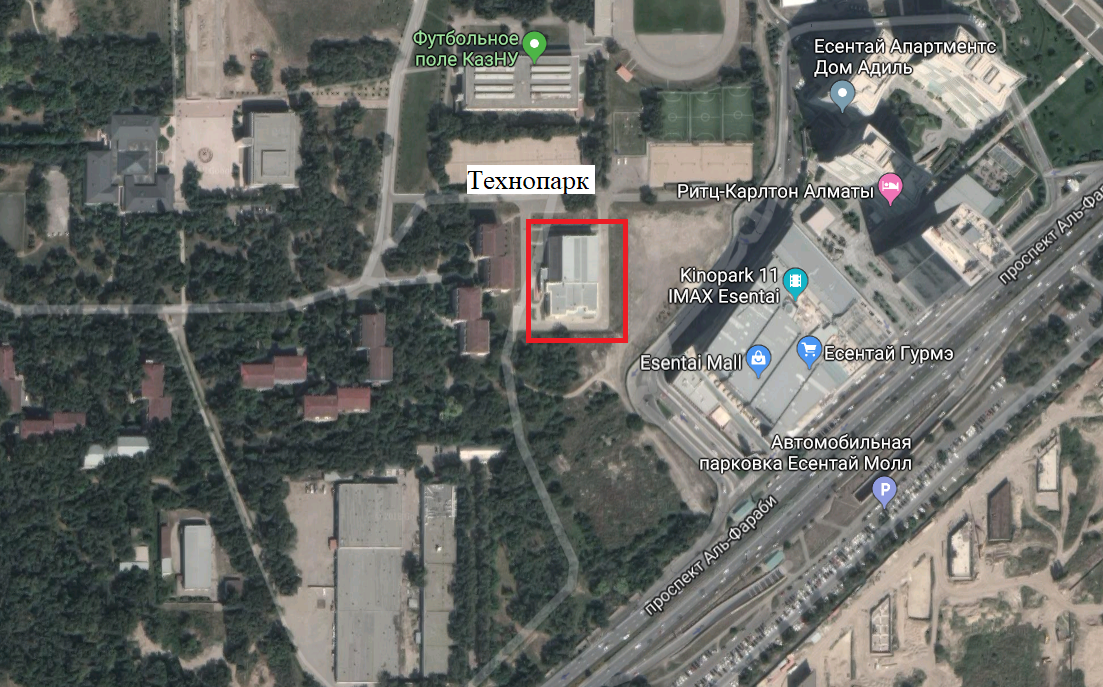 Футбольное
поле КазНУ
Есентай Апартментс
Дом Адиль
Технопарк
Ритц-Карлтон Алматы
проспект Аль-Фараби
Kinopark 11
IMAX Esentai
Esentai Mall
Есентай Гурмэ
Автомобильная
парковка Есентай Молл
P
проспект Аль-Фараби